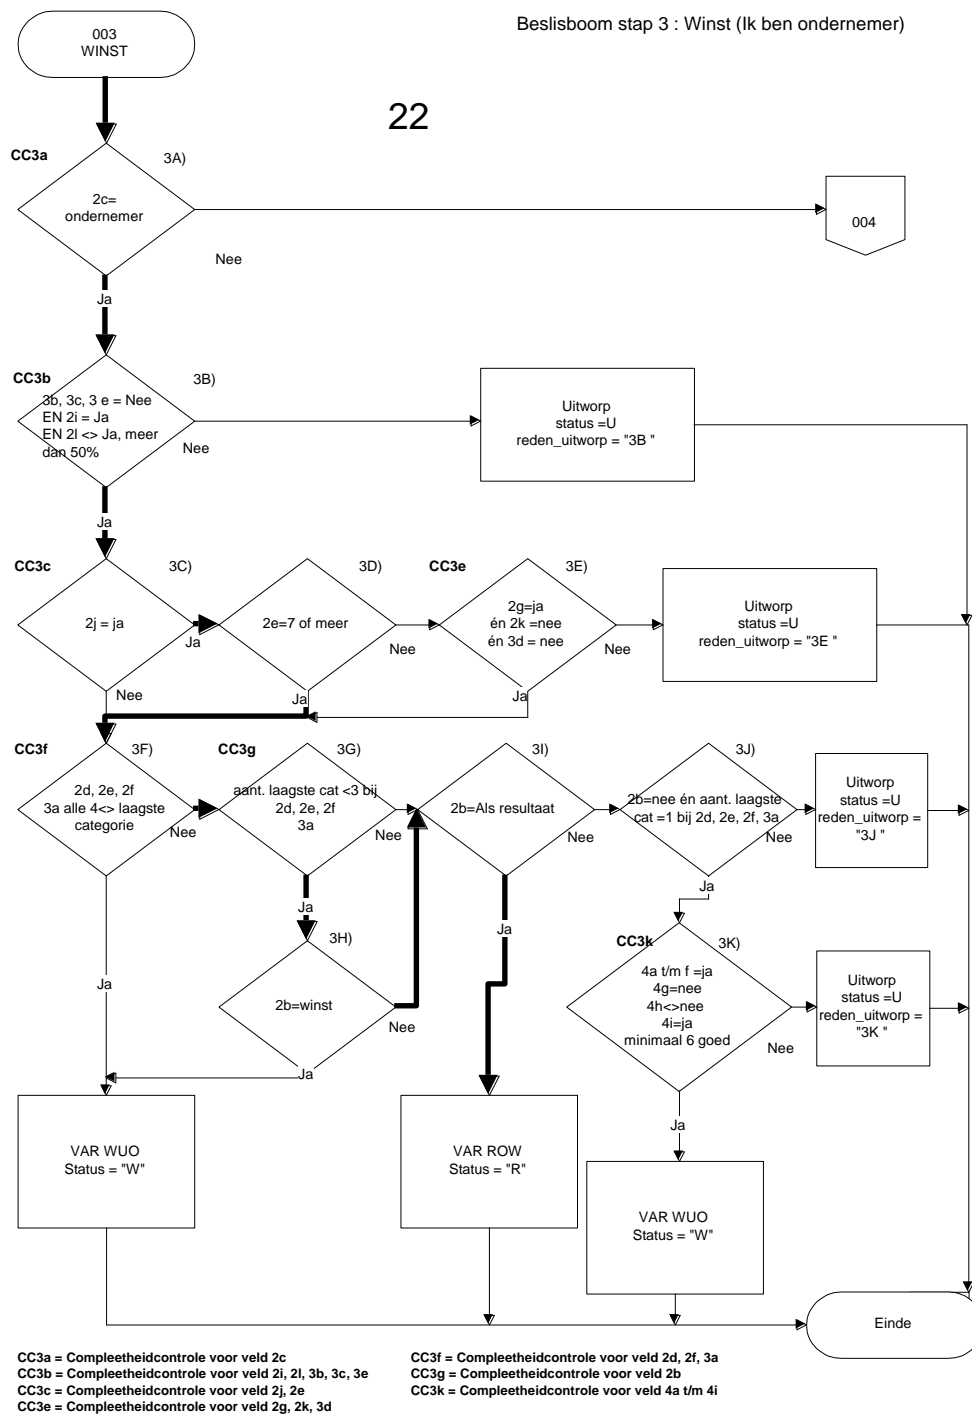 Beslisboom stap 3 : Winst (Ik ben ondernemer)
003
WINST
22
CC3a
3A)
2c=
ondernemer
004
Nee
Ja
CC3b
3B)
3b, 3c, 3 e = Nee
EN 2i = Ja
EN 2l <> Ja, meer
dan 50%
Nee
Uitworp
status =U
reden_uitworp = "3B "
Ja
CC3c
3C)
2j = ja
Ja
Nee
3D)
2e=7 of meer
Nee
Ja
CC3e
3E)
2g=ja
én 2k =nee
én 3d = nee
Nee
Ja
Uitworp
status =U
reden_uitworp = "3E "
CC3f
3F)
2d, 2e, 2f
3a alle 4<> laagste
categorie
Nee
Ja
CC3g
3G)
aant. laagste cat <3 bij
2d, 2e, 2f
3a
Nee
Ja
3H)
2b=winst
Nee
Ja
3I)
2b=Als resultaat
Nee
Ja
3J)
2b=nee én aant. laagste
cat =1 bij 2d, 2e, 2f, 3a
Nee
Ja
Uitworp
status =U
reden_uitworp =
"3J "
CC3k
3K)
4a t/m f =ja
4g=nee
4h<>nee
4i=ja
minimaal 6 goed
Nee
Ja
Uitworp
status =U
reden_uitworp =
"3K "
VAR WUO
Status = "W"
VAR ROW
Status = "R"
VAR WUO
Status = "W"
Einde
CC3a = Compleetheidcontrole voor veld 2c
CC3b = Compleetheidcontrole voor veld 2i, 2l, 3b, 3c, 3e
CC3c = Compleetheidcontrole voor veld 2j, 2e
CC3e = Compleetheidcontrole voor veld 2g, 2k, 3d
CC3f = Compleetheidcontrole voor veld 2d, 2f, 3a
CC3g = Compleetheidcontrole voor veld 2b
CC3k = Compleetheidcontrole voor veld 4a t/m 4i